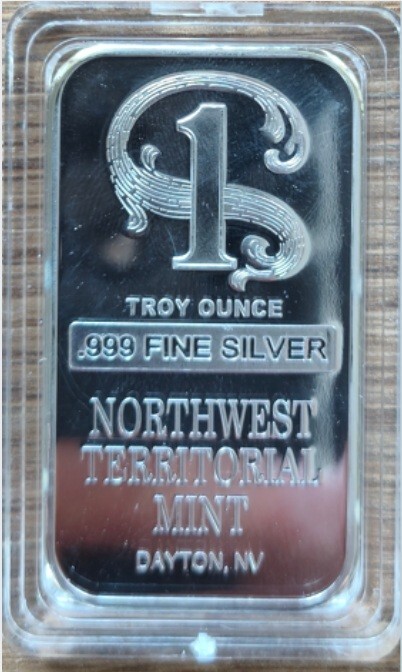 1
TROY OUNCE
.999 FINE SILVER
NORTHWEST
TERRITORIAL
MINT
DAYTON, NV